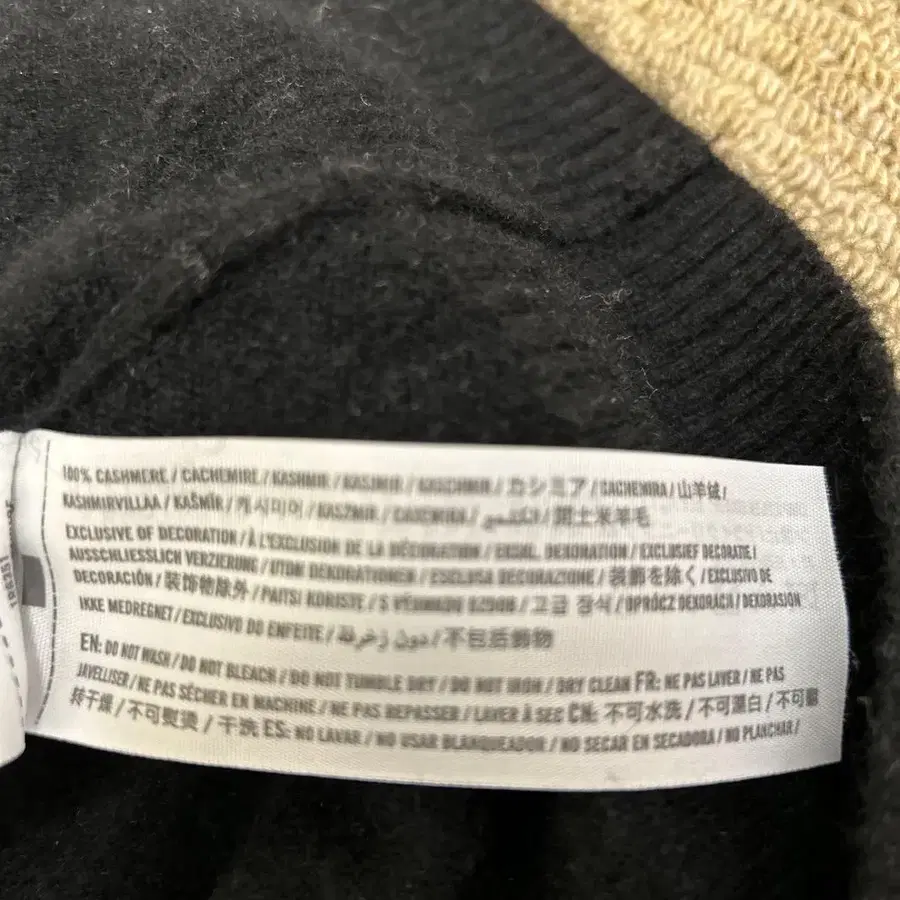 100% CASHMERE / CACHEMIRE / KASHMIR / KASJMIR / KASCHMIR / カシミア / CACHEMIRA / 山羊绒 /
KASHMIRVILLAA / KAŠMÍR / 캐시미어 / KASZMIR / CAXEMIRA / الكشمير / 開士米羊毛
EXCLUSIVE OF DECORATION / À L'EXCLUSION DE LA DÉCORATION / EKSKL. DEKORATION / EXCLUSIEF DECORATIE /
AUSSCHLIESSLICH VERZIERUNG / UTOM DEKORATIONEN / ESCLUSA DECORAZIONE / 装飾を除く / EXCLUSIVO DE
DECORACIÓN / 装饰物除外 / PAITSI KORISTE / S VÝJIMKOU OZDOB / 고급 장식 / OPRÓCZ DEKORACJI / DEKORASJON
IKKE MEDREGNET / EXCLUSIVO DO ENFEITE / دون زخرفة / 不包括飾物
EN: DO NOT WASH / DO NOT BLEACH / DO NOT TUMBLE DRY / DO NOT IRON / DRY CLEAN FR: NE PAS LAVER / NE PAS
JAVELLISER / NE PAS SÉCHER EN MACHINE / NE PAS REPASSER / LAVER À SEC CN: 不可水洗 / 不可漂白 / 不可翻
转干燥 / 不可熨烫 / 干洗 ES: NO LAVAR / NO USAR BLANQUEADOR / NO SECAR EN SECADORA / NO PLANCHAR /